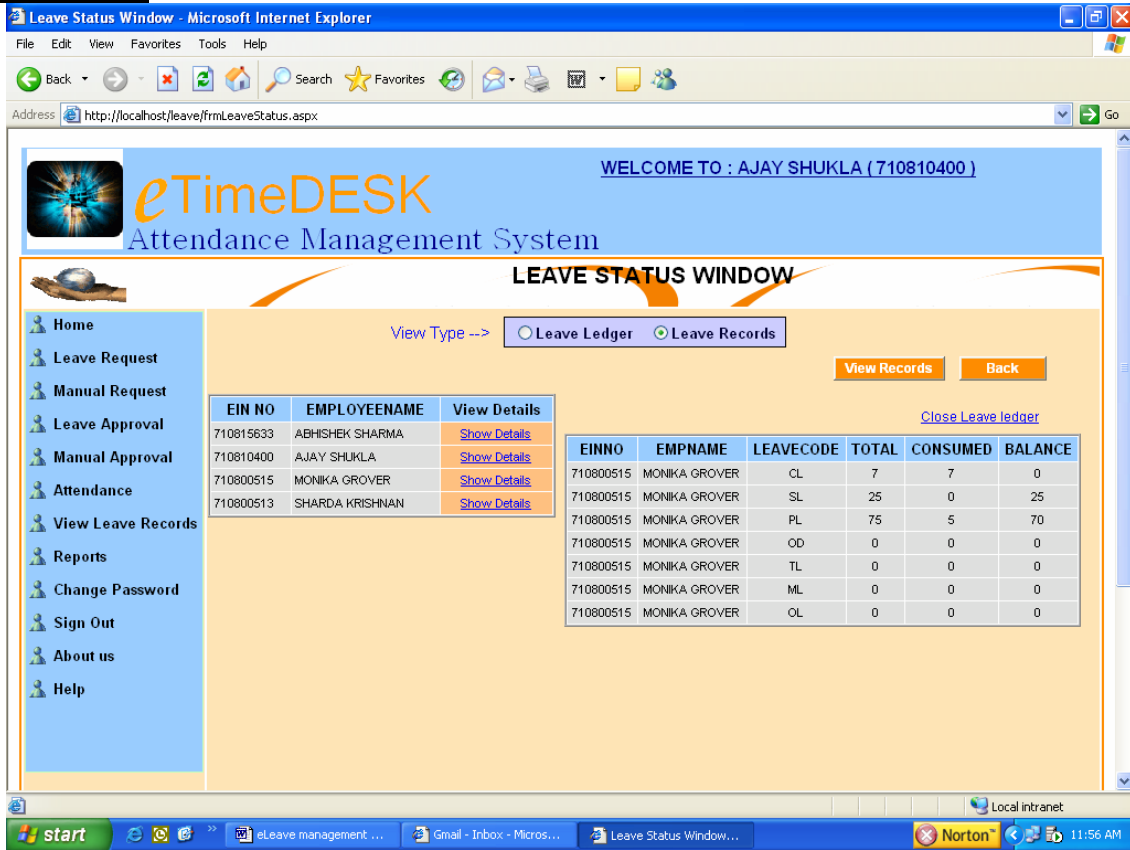 Leave Status Window - Microsoft Internet Explorer
File Edit View Favorites Tools Help
Back Search Favorites
Address http://localhost/leave/frmLeaveStatus.aspx Go
WELCOME TO : AJAY SHUKLA ( 710810400 )
eTimeDESK
Attendance Management System
LEAVE STATUS WINDOW
Home
Leave Request
Manual Request
Leave Approval
Manual Approval
Attendance
View Leave Records
Reports
Change Password
Sign Out
About us
Help
View Type --> Leave Ledger Leave Records
View Records Back
EIN NO EMPLOYEENAME View Details
710815633 ABHISHEK SHARMA Show Details
710810400 AJAY SHUKLA Show Details
710800515 MONIKA GROVER Show Details
710800513 SHARDA KRISHNAN Show Details
Close Leave ledger
EINNO EMPNAME LEAVECODE TOTAL CONSUMED BALANCE
710800515 MONIKA GROVER CL 7 7 0
710800515 MONIKA GROVER SL 25 0 25
710800515 MONIKA GROVER PL 75 5 70
710800515 MONIKA GROVER OD 0 0 0
710800515 MONIKA GROVER TL 0 0 0
710800515 MONIKA GROVER ML 0 0 0
710800515 MONIKA GROVER OL 0 0 0
Local intranet
start eLeave management ... Gmail - Inbox - Micros... Leave Status Window... Norton™ 11:56 AM